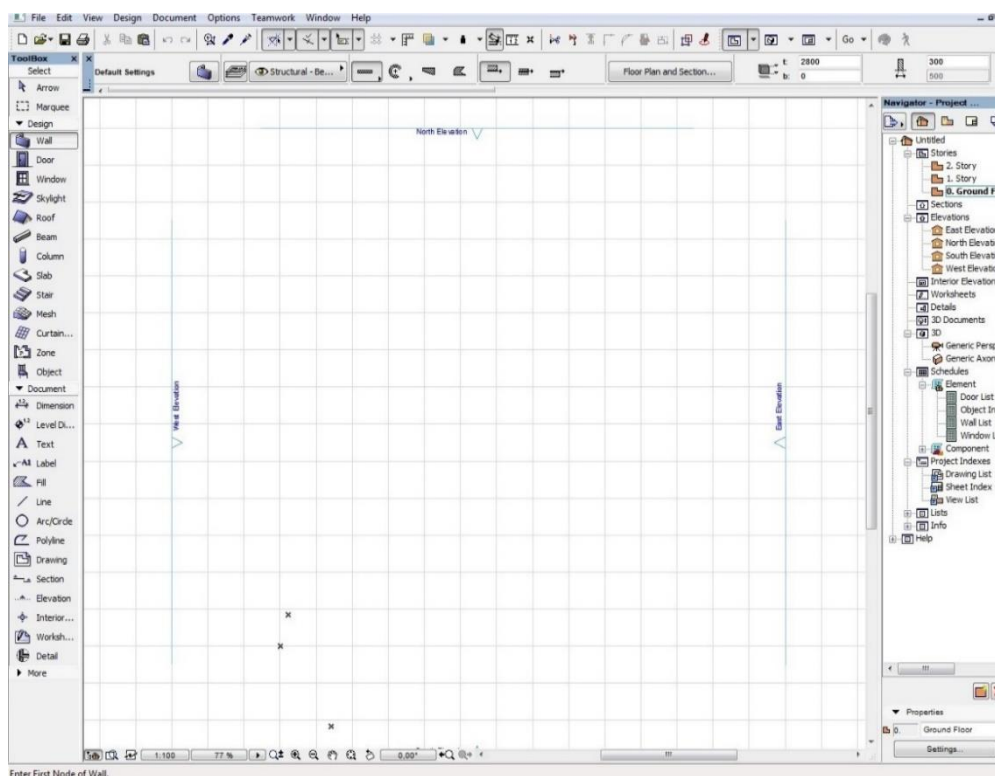 File Edit View Design Document Options Teamwork Window Help
Go
ToolBox
Select
Arrow
Marquee
Design
Wall
Door
Window
Skylight
Roof
Beam
Column
Slab
Stair
Mesh
Curtain...
Zone
Object
Document
Dimension
Level Di...
Text
Label
Fill
Line
Arc/Circle
Polyline
Drawing
Section
Elevation
Interior...
Worksh...
Detail
More
Default Settings
Structural - Be...
Floor Plan and Section...
t: 2800
b: 0
300
500
North Elevation
West Elevation
East Elevation
Navigator - Project ...
Untitled
Stories
2. Story
1. Story
0. Ground F
Sections
Elevations
East Elevation
North Elevati
South Elevati
West Elevatio
Interior Elevation
Worksheets
Details
3D Documents
3D
Generic Persp
Generic Axon
Schedules
Element
Door List
Object In
Wall List
Window L
Component
Project Indexes
Drawing List
Sheet Index
View List
Lists
Info
Help
Properties
0. Ground Floor
Settings...
1:100 77 % 0,00°
Enter First Node of Wall.